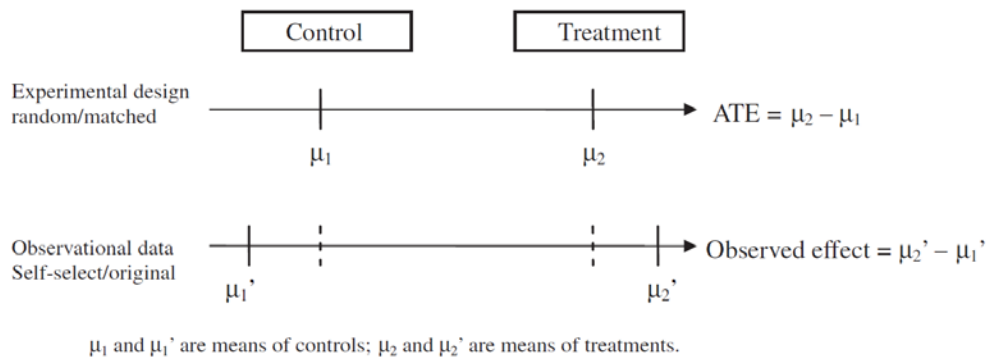 Control
Treatment
Experimental design
random/matched
ATE = μ₂ – μ₁
μ₁
μ₂
Observational data
Self-select/original
Observed effect = μ₂’ – μ₁’
μ₁’
μ₂’
μ₁ and μ₁’ are means of controls; μ₂ and μ₂’ are means of treatments.